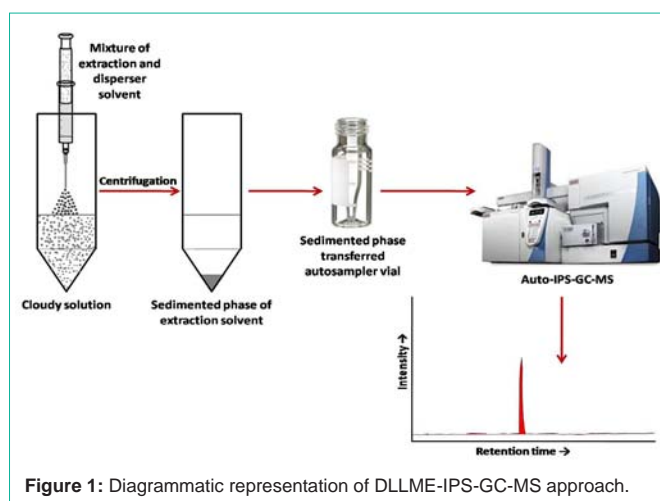 Mixture of
extraction and
disperser
solvent
Centrifugation
Cloudy solution
Sedimented phase of
extraction solvent
Sedimented phase
transferred
autosampler vial
Auto-IPS-GC-MS
Intensity →
Retention time →
Figure 1: Diagrammatic representation of DLLME-IPS-GC-MS approach.